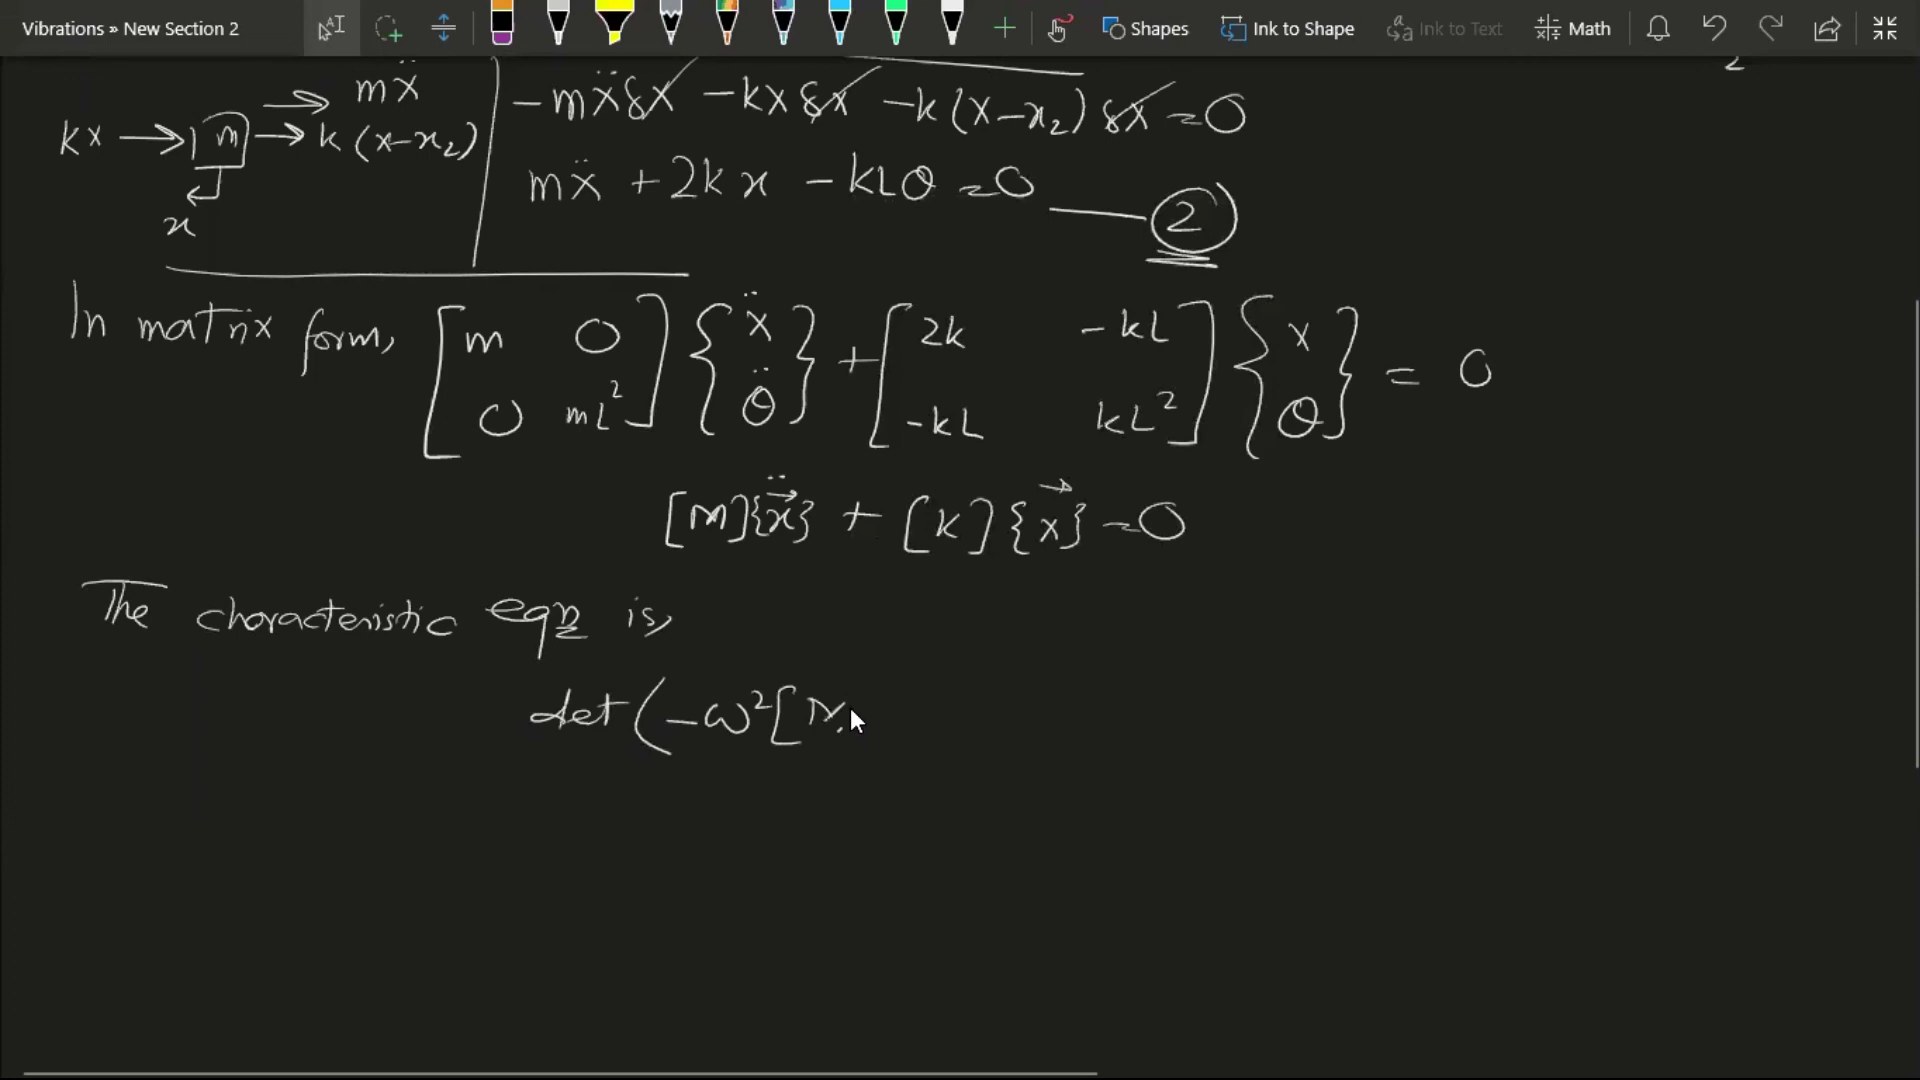 Vibrations » New Section 2 Shapes Ink to Shape Ink to Text Math
2
mẍ
kx → m → k(x-x₂)
x
-mẍδx -kxδx -k(x-x₂)δx =0
mẍ + 2kx - kLθ =0 — 2
In matrix form, [m 0; 0 mL²] {ẍ; θ̈} + [2k -kL; -kL kL²] {x; θ} = 0
[M]{ẍ⃗} + [k]{x⃗} =0
The characteristic eqn is,
det(-ω²[M